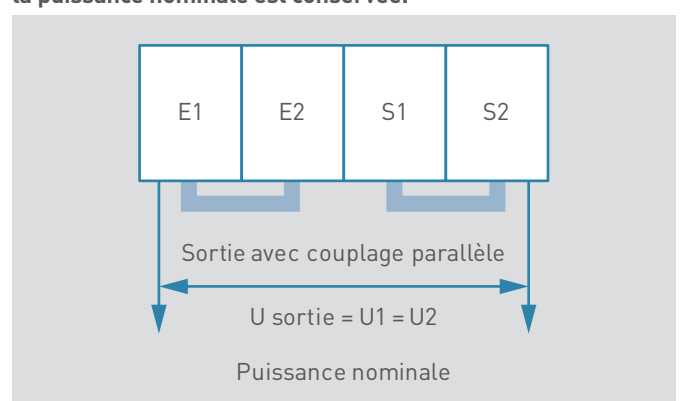 la puissance nominale est conservée.
E1 E2 S1 S2
Sortie avec couplage parallèle
U sortie = U1 = U2
Puissance nominale